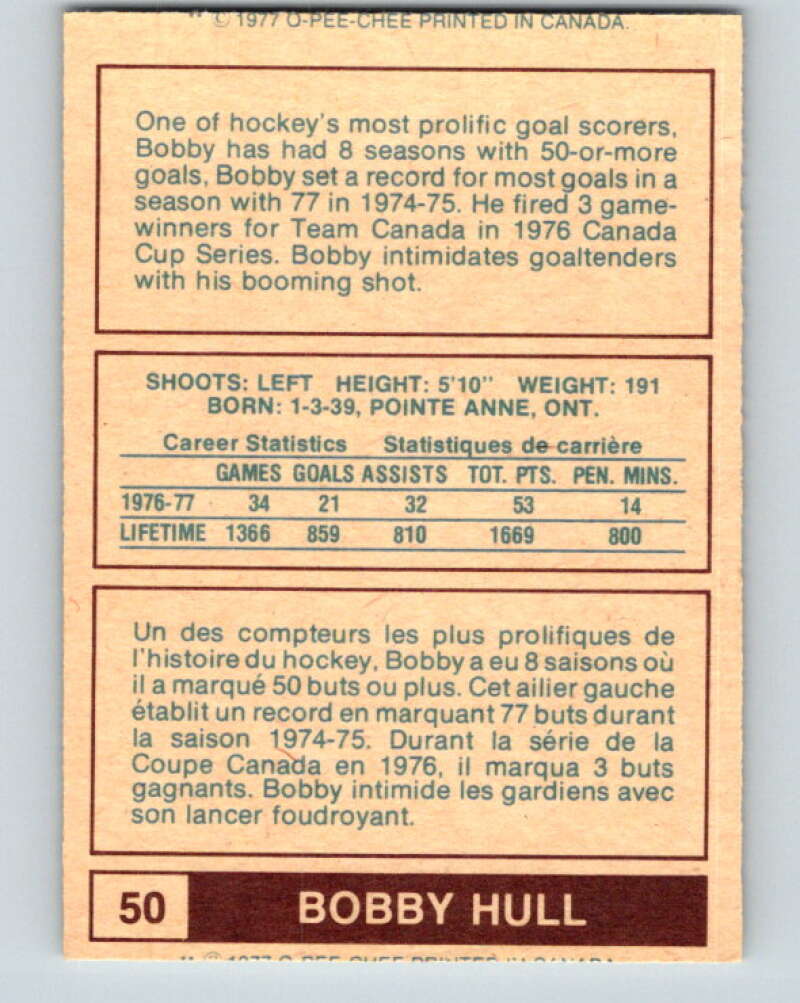 © 1977 O-PEE-CHEE PRINTED IN CANADA.
One of hockey's most prolific goal scorers,
Bobby has had 8 seasons with 50-or-more
goals, Bobby set a record for most goals in a
season with 77 in 1974-75. He fired 3 game-
winners for Team Canada in 1976 Canada
Cup Series. Bobby intimidates goaltenders
with his booming shot.
SHOOTS: LEFT HEIGHT: 5'10" WEIGHT: 191
BORN: 1-3-39, POINTE ANNE, ONT.
Career Statistics Statistiques de carrière
GAMES GOALS ASSISTS TOT. PTS. PEN. MINS.
1976-77 34 21 32 53 14
LIFETIME 1366 859 810 1669 800
Un des compteurs les plus prolifiques de
l'histoire du hockey, Bobby a eu 8 saisons où
il a marqué 50 buts ou plus. Cet ailier gauche
établit un record en marquant 77 buts durant
la saison 1974-75. Durant la série de la
Coupe Canada en 1976, il marqua 3 buts
gagnants. Bobby intimide les gardiens avec
son lancer foudroyant.
50 BOBBY HULL
© 1977 O-PEE-CHEE PRINTED IN CANADA